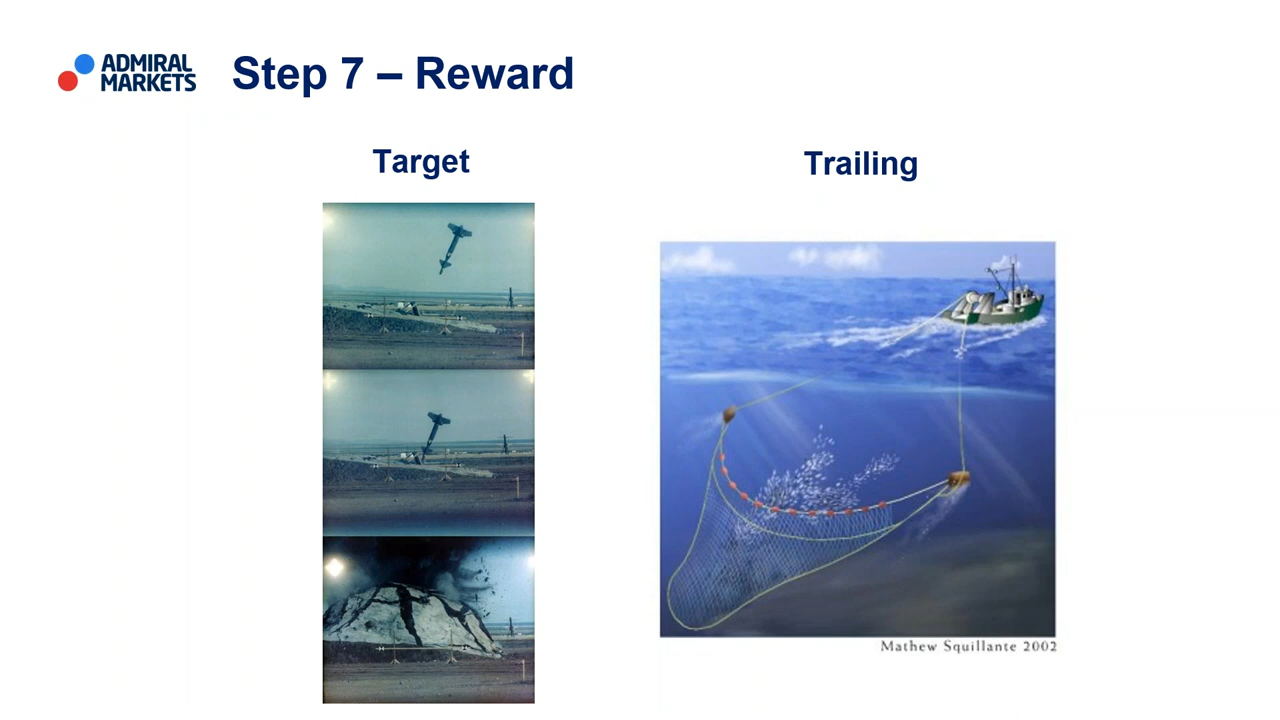 ADMIRAL
MARKETS
Step 7 – Reward
Target
Trailing
Mathew Squillante 2002